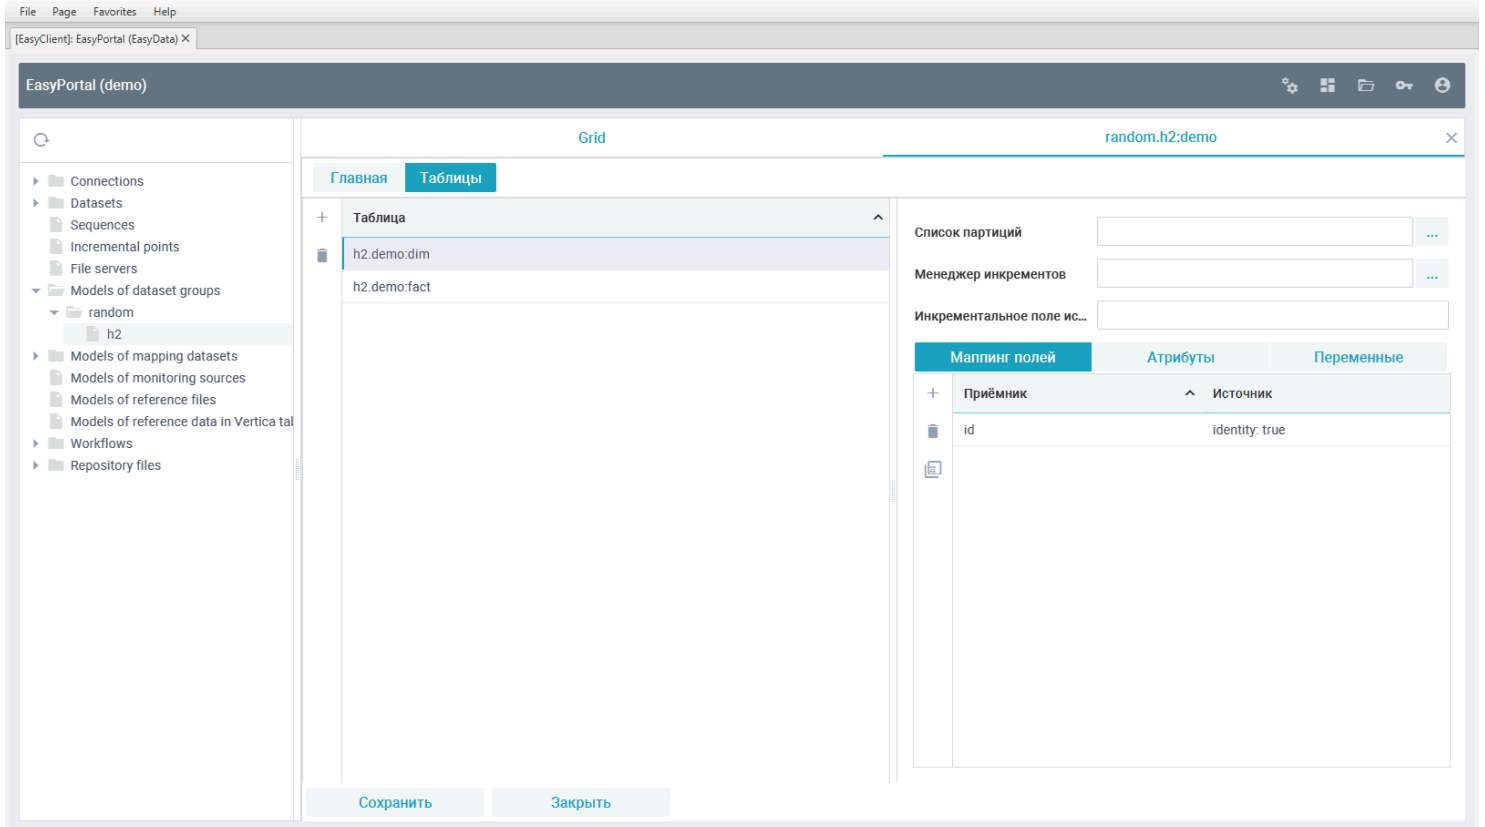 File Page Favorites Help
[EasyClient]: EasyPortal (EasyData) ✕
EasyPortal (demo)
Grid
random.h2:demo
Главная Таблицы
Connections
Datasets
Sequences
Incremental points
File servers
Models of dataset groups
random
h2
Models of mapping datasets
Models of monitoring sources
Models of reference files
Models of reference data in Vertica tal
Workflows
Repository files
Таблица
h2.demo:dim
h2.demo:fact
Список партиций ...
Менеджер инкрементов ...
Инкрементальное поле ис...
Маппинг полей Атрибуты Переменные
Приёмник Источник
id identity: true
Сохранить Закрыть